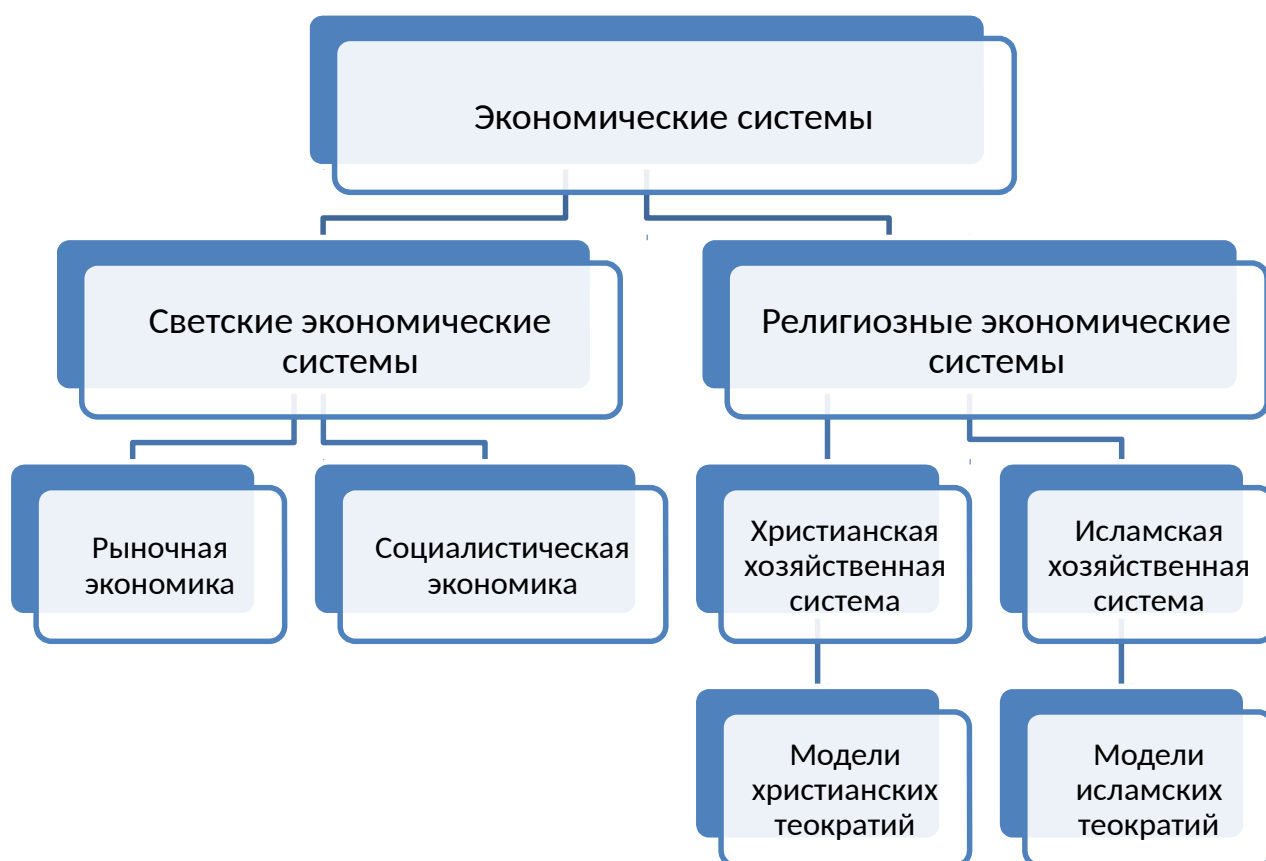 Экономические системы
Светские экономические
системы
Религиозные экономические
системы
Рыночная
экономика
Социалистическая
экономика
Христианская
хозяйственная
система
Исламская
хозяйственная
система
Модели
христианских
теократий
Модели
исламских
теократий